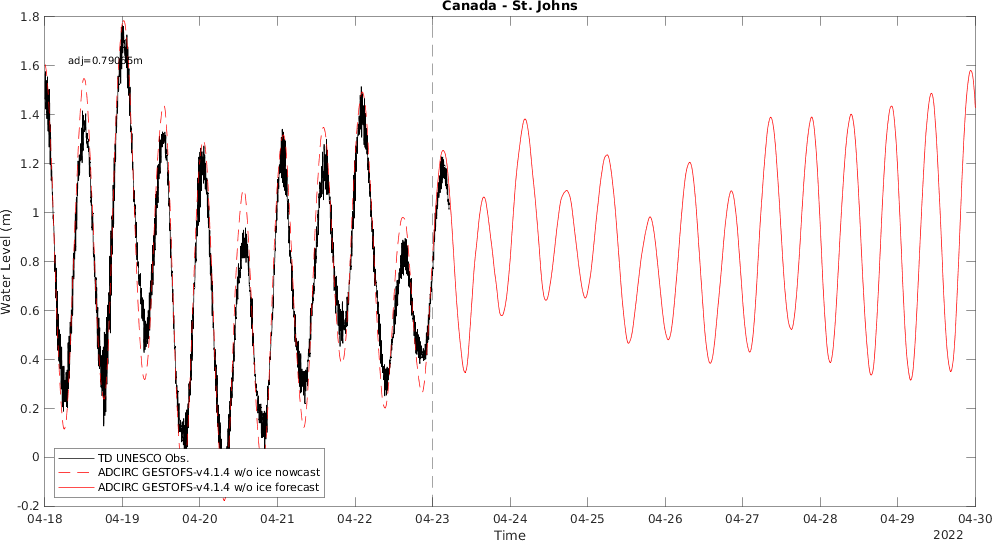 Canada - St. Johns
1.8
1.6
1.4
1.2
1
0.8
0.6
0.4
0.2
0
-0.2
Water Level (m)
TD UNESCO Obs.
ADCIRC GESTOFS-v4.1.4 w/o ice nowcast
ADCIRC GESTOFS-v4.1.4 w/o ice forecast
04-18 04-19 04-20 04-21 04-22 04-23 04-24 04-25 04-26 04-27 04-28 04-29 04-30
Time
2022